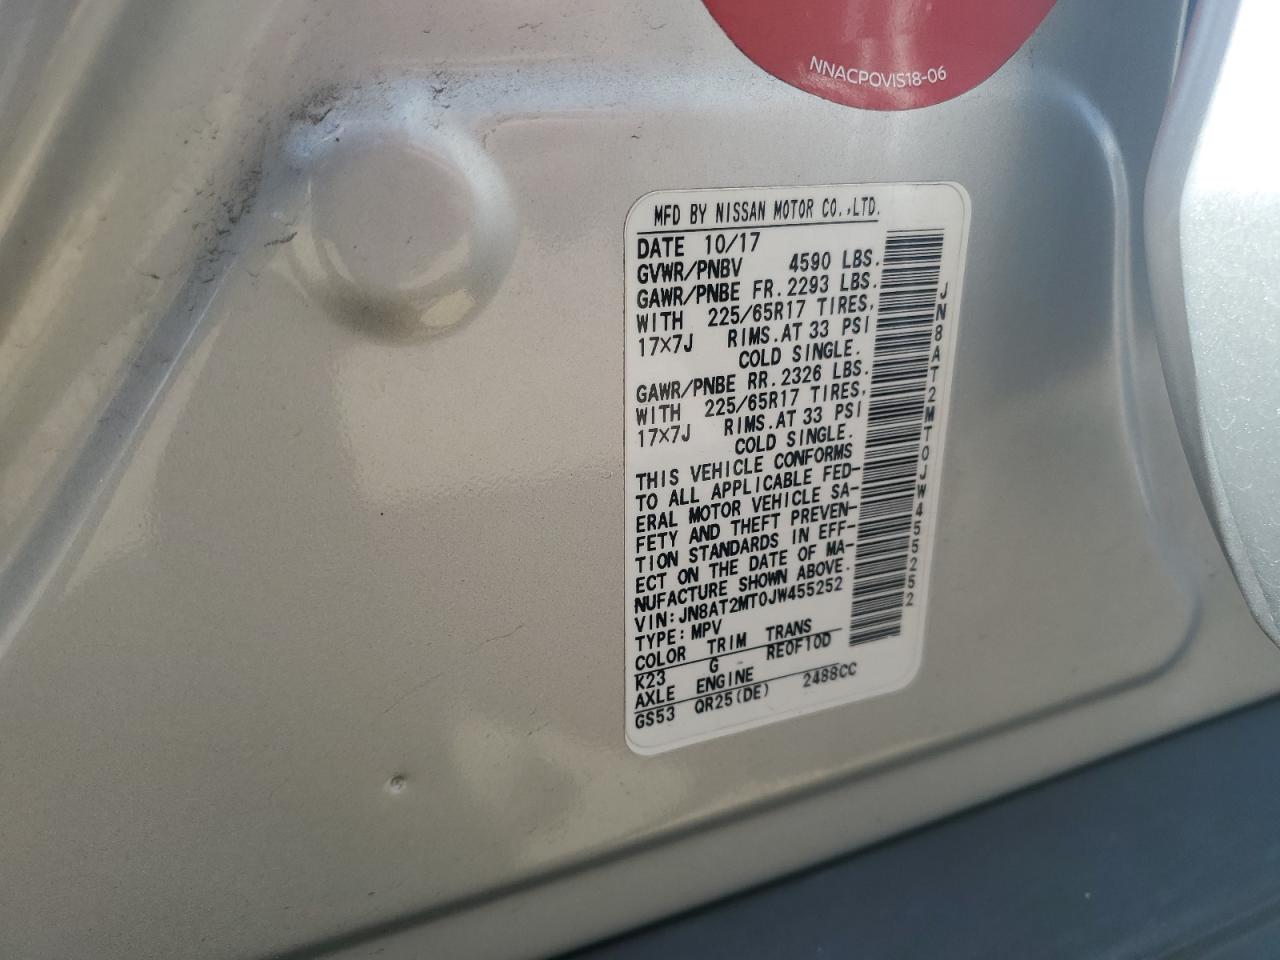 NNACPOVIS18-06
MFD BY NISSAN MOTOR CO.,LTD.
DATE 10/17
GVWR/PNBV 4590 LBS.
GAWR/PNBE FR.2293 LBS.
WITH 225/65R17 TIRES,
17×7J RIMS.AT 33 PSI
COLD SINGLE.
GAWR/PNBE RR.2326 LBS.
WITH 225/65R17 TIRES,
17×7J RIMS.AT 33 PSI
COLD SINGLE.
THIS VEHICLE CONFORMS
TO ALL APPLICABLE FED-
ERAL MOTOR VEHICLE SA-
FETY AND THEFT PREVEN-
TION STANDARDS IN EFF-
ECT ON THE DATE OF MA-
NUFACTURE SHOWN ABOVE.
VIN:JN8AT2MT0JW455252
TYPE:MPV
COLOR TRIM TRANS
K23 G RE0F10D
AXLE ENGINE
GS53 QR25(DE) 2488CC
JN8AT2MT0JW455252